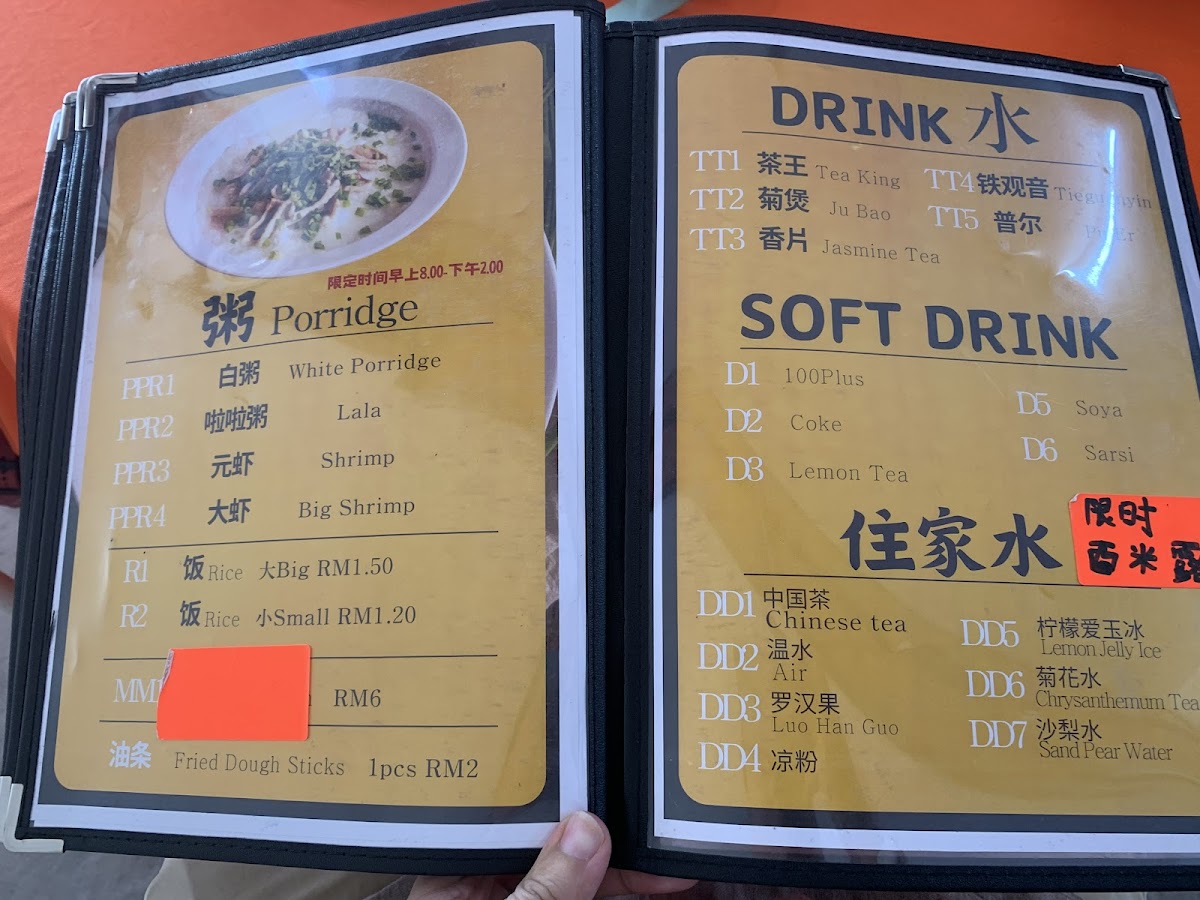 限定时间早上8.00-下午2.00
粥 Porridge
PPR1 白粥 White Porridge
PPR2 啦啦粥 Lala
PPR3 元虾 Shrimp
PPR4 大虾 Big Shrimp
R1 饭 Rice 大Big RM1.50
R2 饭 Rice 小Small RM1.20
MM1 RM6
油条 Fried Dough Sticks 1pcs RM2
DRINK 水
TT1 茶王 Tea King
TT2 菊煲 Ju Bao
TT3 香片 Jasmine Tea
TT4 铁观音
TT5 普尔
SOFT DRINK
D1 100Plus
D2 Coke
D3 Lemon Tea
D5 Soya
D6 Sarsi
住家水
限时
西米露
DD1 中国茶
Chinese tea
DD2 温水
Air
DD3 罗汉果
Luo Han Guo
DD4 凉粉
DD5 柠檬爱玉冰
Lemon Jelly Ice
DD6 菊花水
Chrysanthemum Tea
DD7 沙梨水
Sand Pear Water